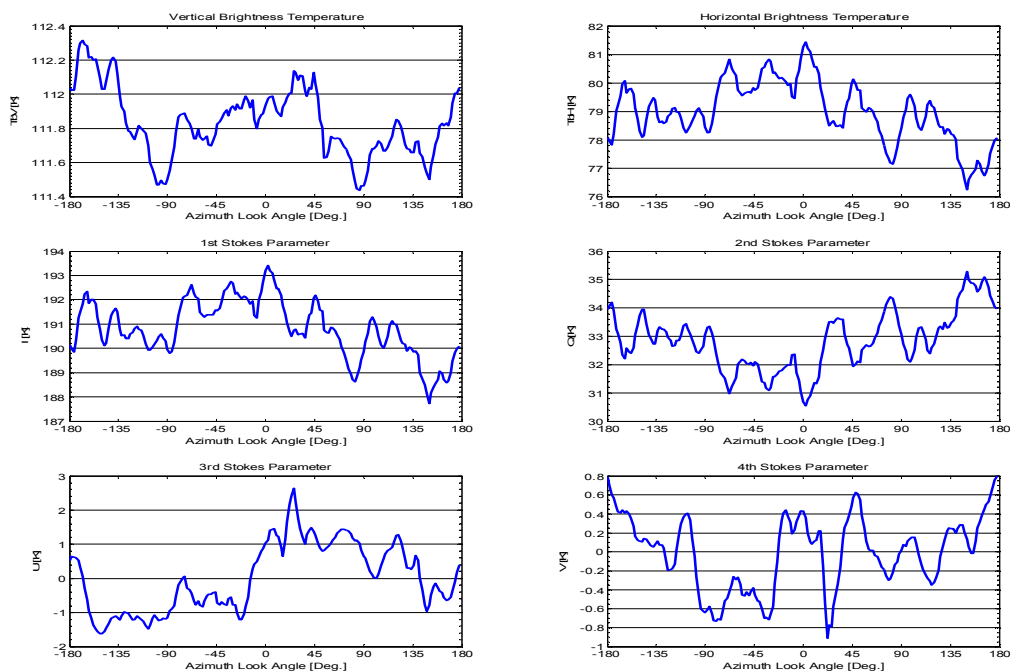 Vertical Brightness Temperature
112.4
112.2
112
111.8
111.6
111.4
TbV[K]
-180 -135 -90 -45 0 45 90 135 180
Azimuth Look Angle [Deg.]
Horizontal Brightness Temperature
82
81
80
79
78
77
76
TbH[K]
-180 -135 -90 -45 0 45 90 135 180
Azimuth Look Angle [Deg.]
1st Stokes Parameter
194
193
192
191
190
189
188
187
I [K]
-180 -135 -90 -45 0 45 90 135 180
Azimuth Look Angle [Deg.]
2nd Stokes Parameter
36
35
34
33
32
31
30
Q[K]
-180 -135 -90 -45 0 45 90 135 180
Azimuth Look Angle [Deg.]
3rd Stokes Parameter
3
2
1
0
-1
-2
U[K]
-180 -135 -90 -45 0 45 90 135 180
Azimuth Look Angle [Deg.]
4th Stokes Parameter
0.8
0.6
0.4
0.2
0
-0.2
-0.4
-0.6
-0.8
-1
V[K]
-180 -135 -90 -45 0 45 90 135 180
Azimuth Look Angle [Deg.]